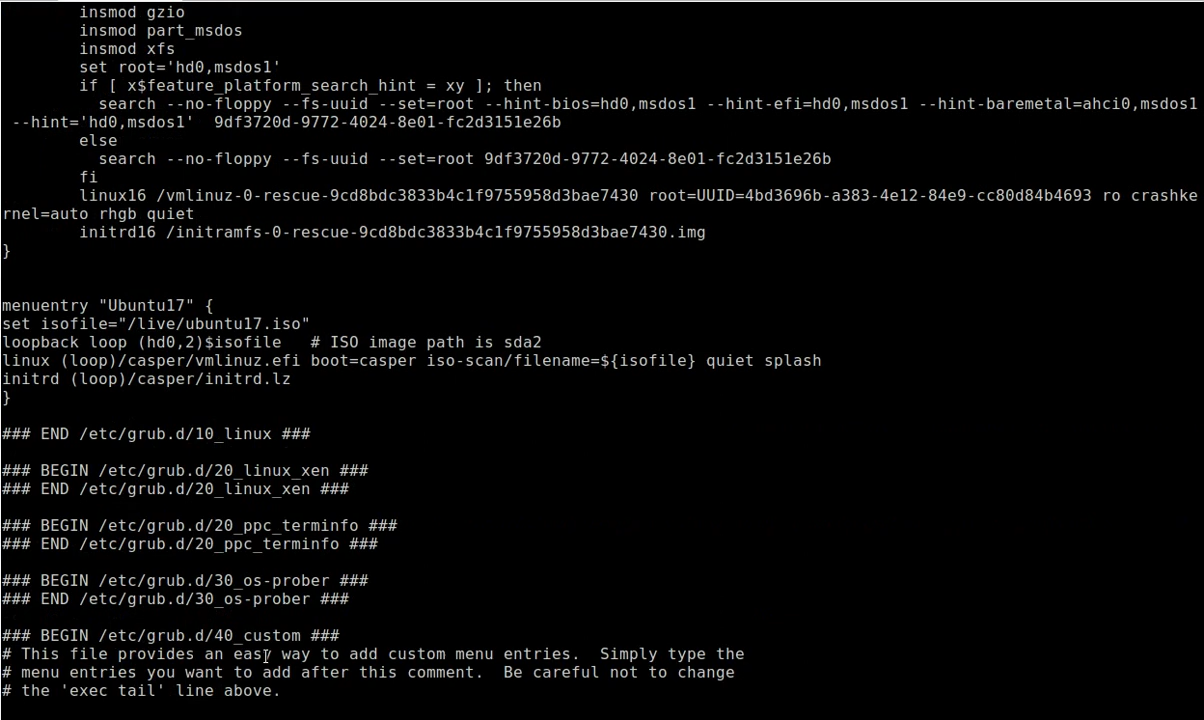 insmod gzio
        insmod part_msdos
        insmod xfs
        set root='hd0,msdos1'
        if [ x$feature_platform_search_hint = xy ]; then
          search --no-floppy --fs-uuid --set=root --hint-bios=hd0,msdos1 --hint-efi=hd0,msdos1 --hint-baremetal=ahci0,msdos1
 --hint='hd0,msdos1'  9df3720d-9772-4024-8e01-fc2d3151e26b
        else
          search --no-floppy --fs-uuid --set=root 9df3720d-9772-4024-8e01-fc2d3151e26b
        fi
        linux16 /vmlinuz-0-rescue-9cd8bdc3833b4c1f9755958d3bae7430 root=UUID=4bd3696b-a383-4e12-84e9-cc80d84b4693 ro crashke
rnel=auto rhgb quiet
        initrd16 /initramfs-0-rescue-9cd8bdc3833b4c1f9755958d3bae7430.img
}
menuentry "Ubuntu17" {
set isofile="/live/ubuntu17.iso"
loopback loop (hd0,2)$isofile   # ISO image path is sda2
linux (loop)/casper/vmlinuz.efi boot=casper iso-scan/filename=${isofile} quiet splash
initrd (loop)/casper/initrd.lz
}
### END /etc/grub.d/10_linux ###
### BEGIN /etc/grub.d/20_linux_xen ###
### END /etc/grub.d/20_linux_xen ###
### BEGIN /etc/grub.d/20_ppc_terminfo ###
### END /etc/grub.d/20_ppc_terminfo ###
### BEGIN /etc/grub.d/30_os-prober ###
### END /etc/grub.d/30_os-prober ###
### BEGIN /etc/grub.d/40_custom ###
# This file provides an easy way to add custom menu entries.  Simply type the
# menu entries you want to add after this comment.  Be careful not to change
# the 'exec tail' line above.